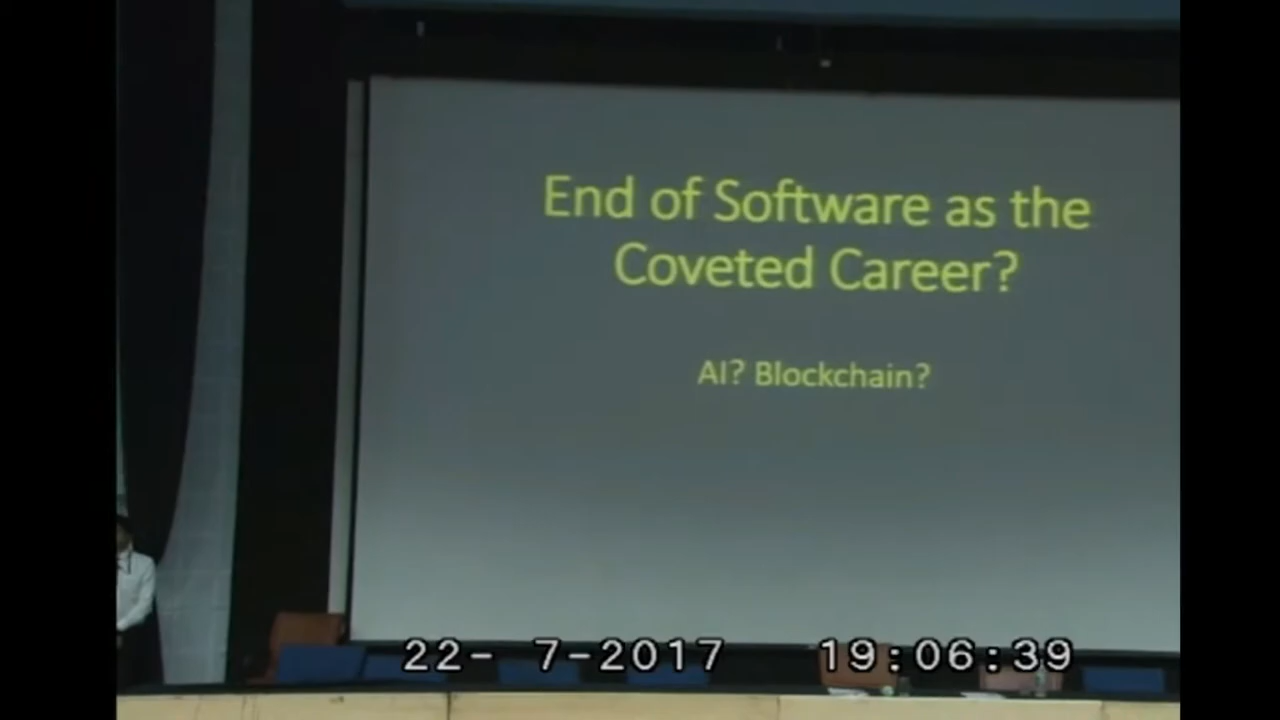 End of Software as the
Coveted Career?
AI? Blockchain?
22- 7-2017 19:06:39